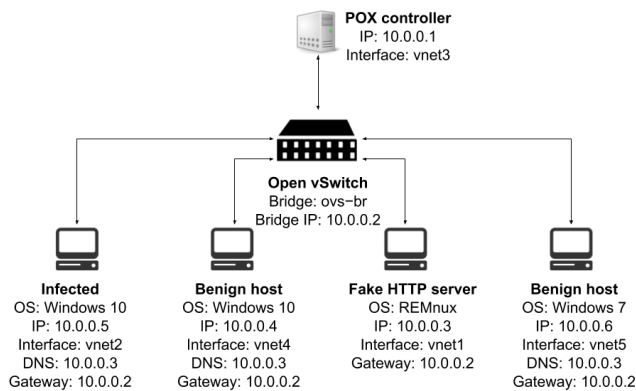 POX controller
IP: 10.0.0.1
Interface: vnet3
Open vSwitch
Bridge: ovs-br
Bridge IP: 10.0.0.2
Infected
OS: Windows 10
IP: 10.0.0.5
Interface: vnet2
DNS: 10.0.0.3
Gateway: 10.0.0.2
Benign host
OS: Windows 10
IP: 10.0.0.4
Interface: vnet4
DNS: 10.0.0.3
Gateway: 10.0.0.2
Fake HTTP server
OS: REMnux
IP: 10.0.0.3
Interface: vnet1
Gateway: 10.0.0.2
Benign host
OS: Windows 7
IP: 10.0.0.6
Interface: vnet5
DNS: 10.0.0.3
Gateway: 10.0.0.2